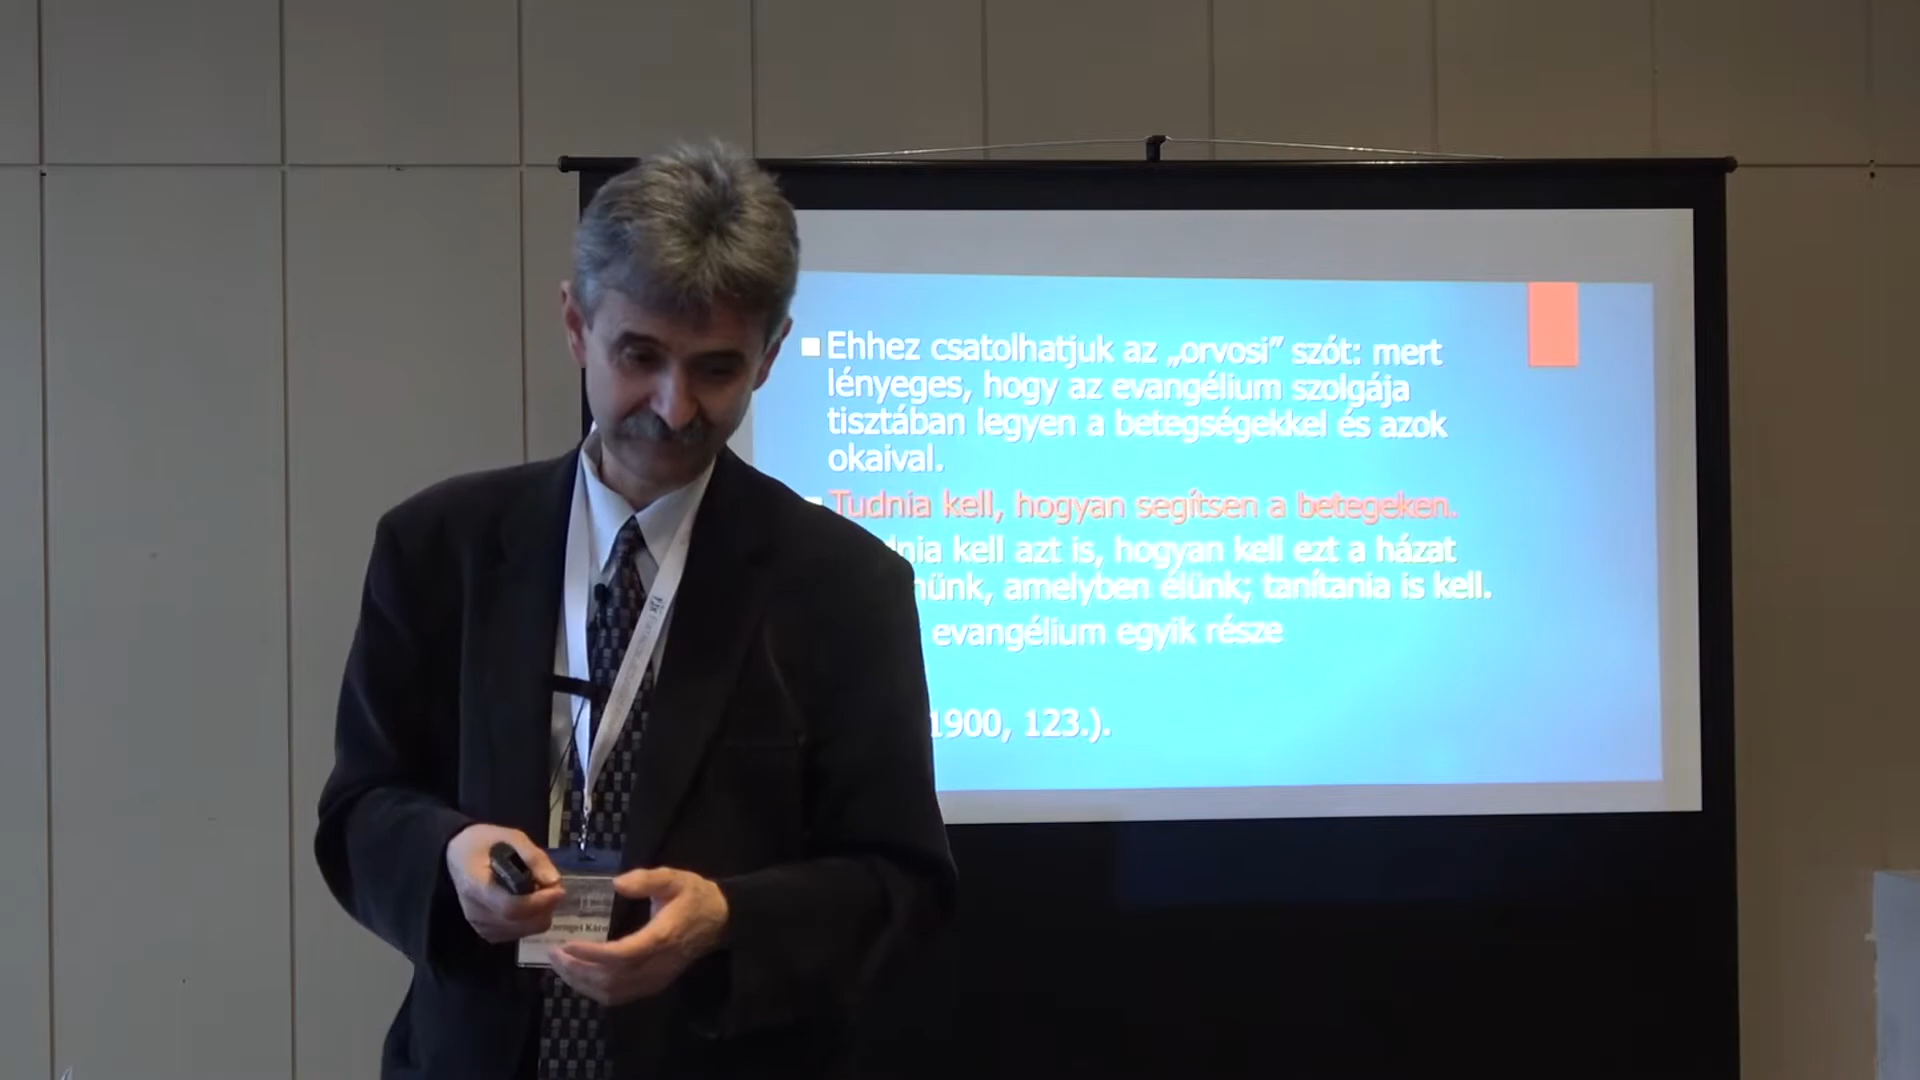 Ehhez csatolhatjuk az „orvosi” szót: mert
lényeges, hogy az evangélium szolgája
tisztában legyen a betegségekkel és azok
okaival.
Tudnia kell, hogyan segítsen a betegeken.
kell azt is, hogyan kell ezt a házat
amelyben élünk; tanítania is kell.
evangélium egyik része
1900, 123.).